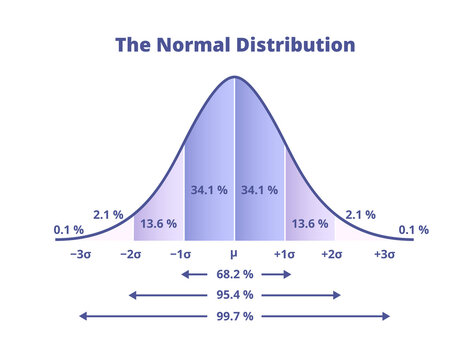 The Normal Distribution
34.1 % 34.1 %
2.1 % 2.1 %
13.6 % 13.6 %
0.1 % 0.1 %
−3σ −2σ −1σ μ +1σ +2σ +3σ
68.2 %
95.4 %
99.7 %